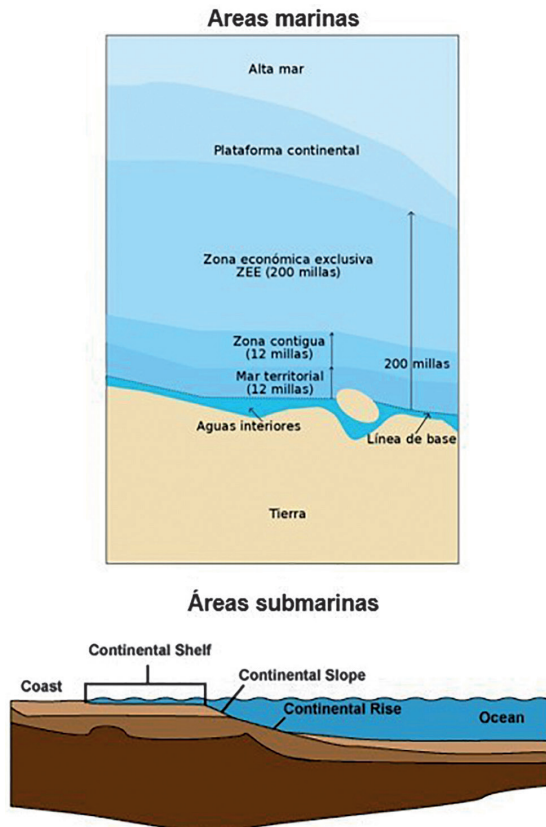 Areas marinas
Alta mar
Plataforma continental
Zona económica exclusiva
ZEE (200 millas)
Zona contigua
(12 millas)
200 millas
Mar territorial
(12 millas)
Aguas interiores
Línea de base
Tierra
Áreas submarinas
Continental Shelf
Coast
Continental Slope
Continental Rise
Ocean